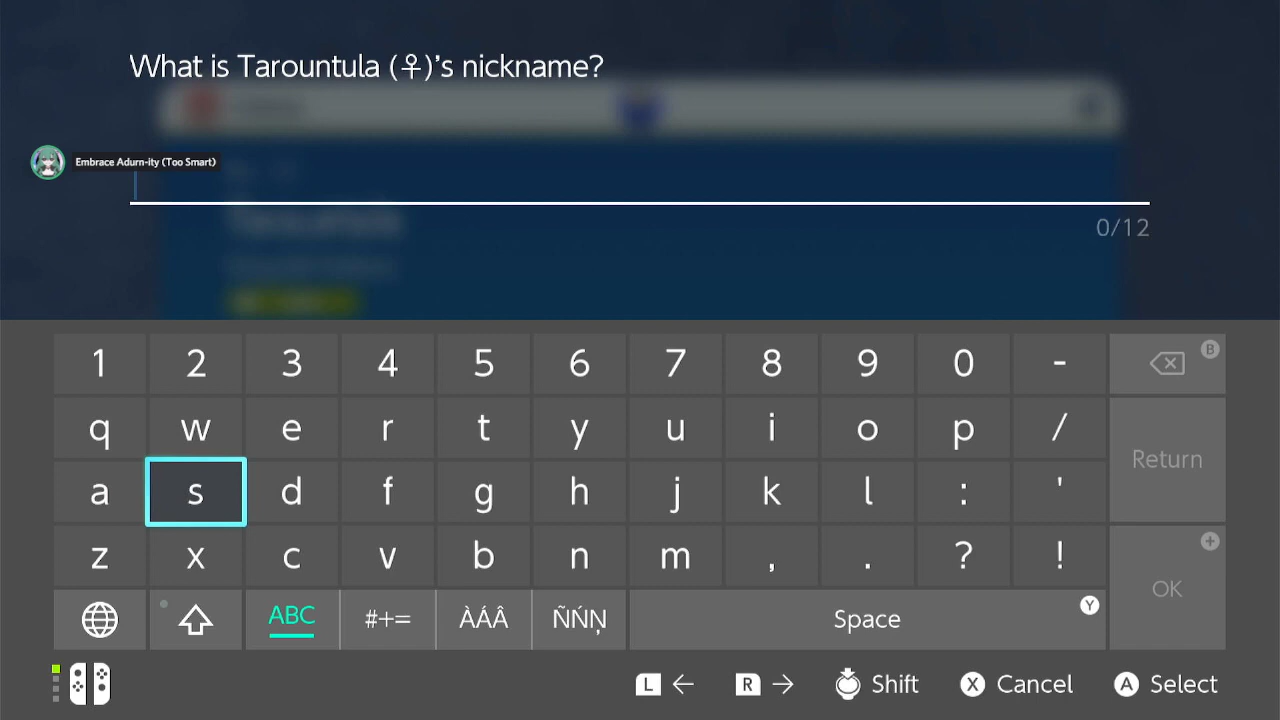 What is Tarountula (♀)'s nickname?
Embrace Adurn-ity (Too Smart)
0/12
1 2 3 4 5 6 7 8 9 0 - B
q w e r t y u i o p /
Return
a s d f g h j k l : '
z x c v b n m , . ? ! +
OK
ABC #+= ÀÁÂ ÑŃŅ Space Y
L ← R → Shift X Cancel A Select